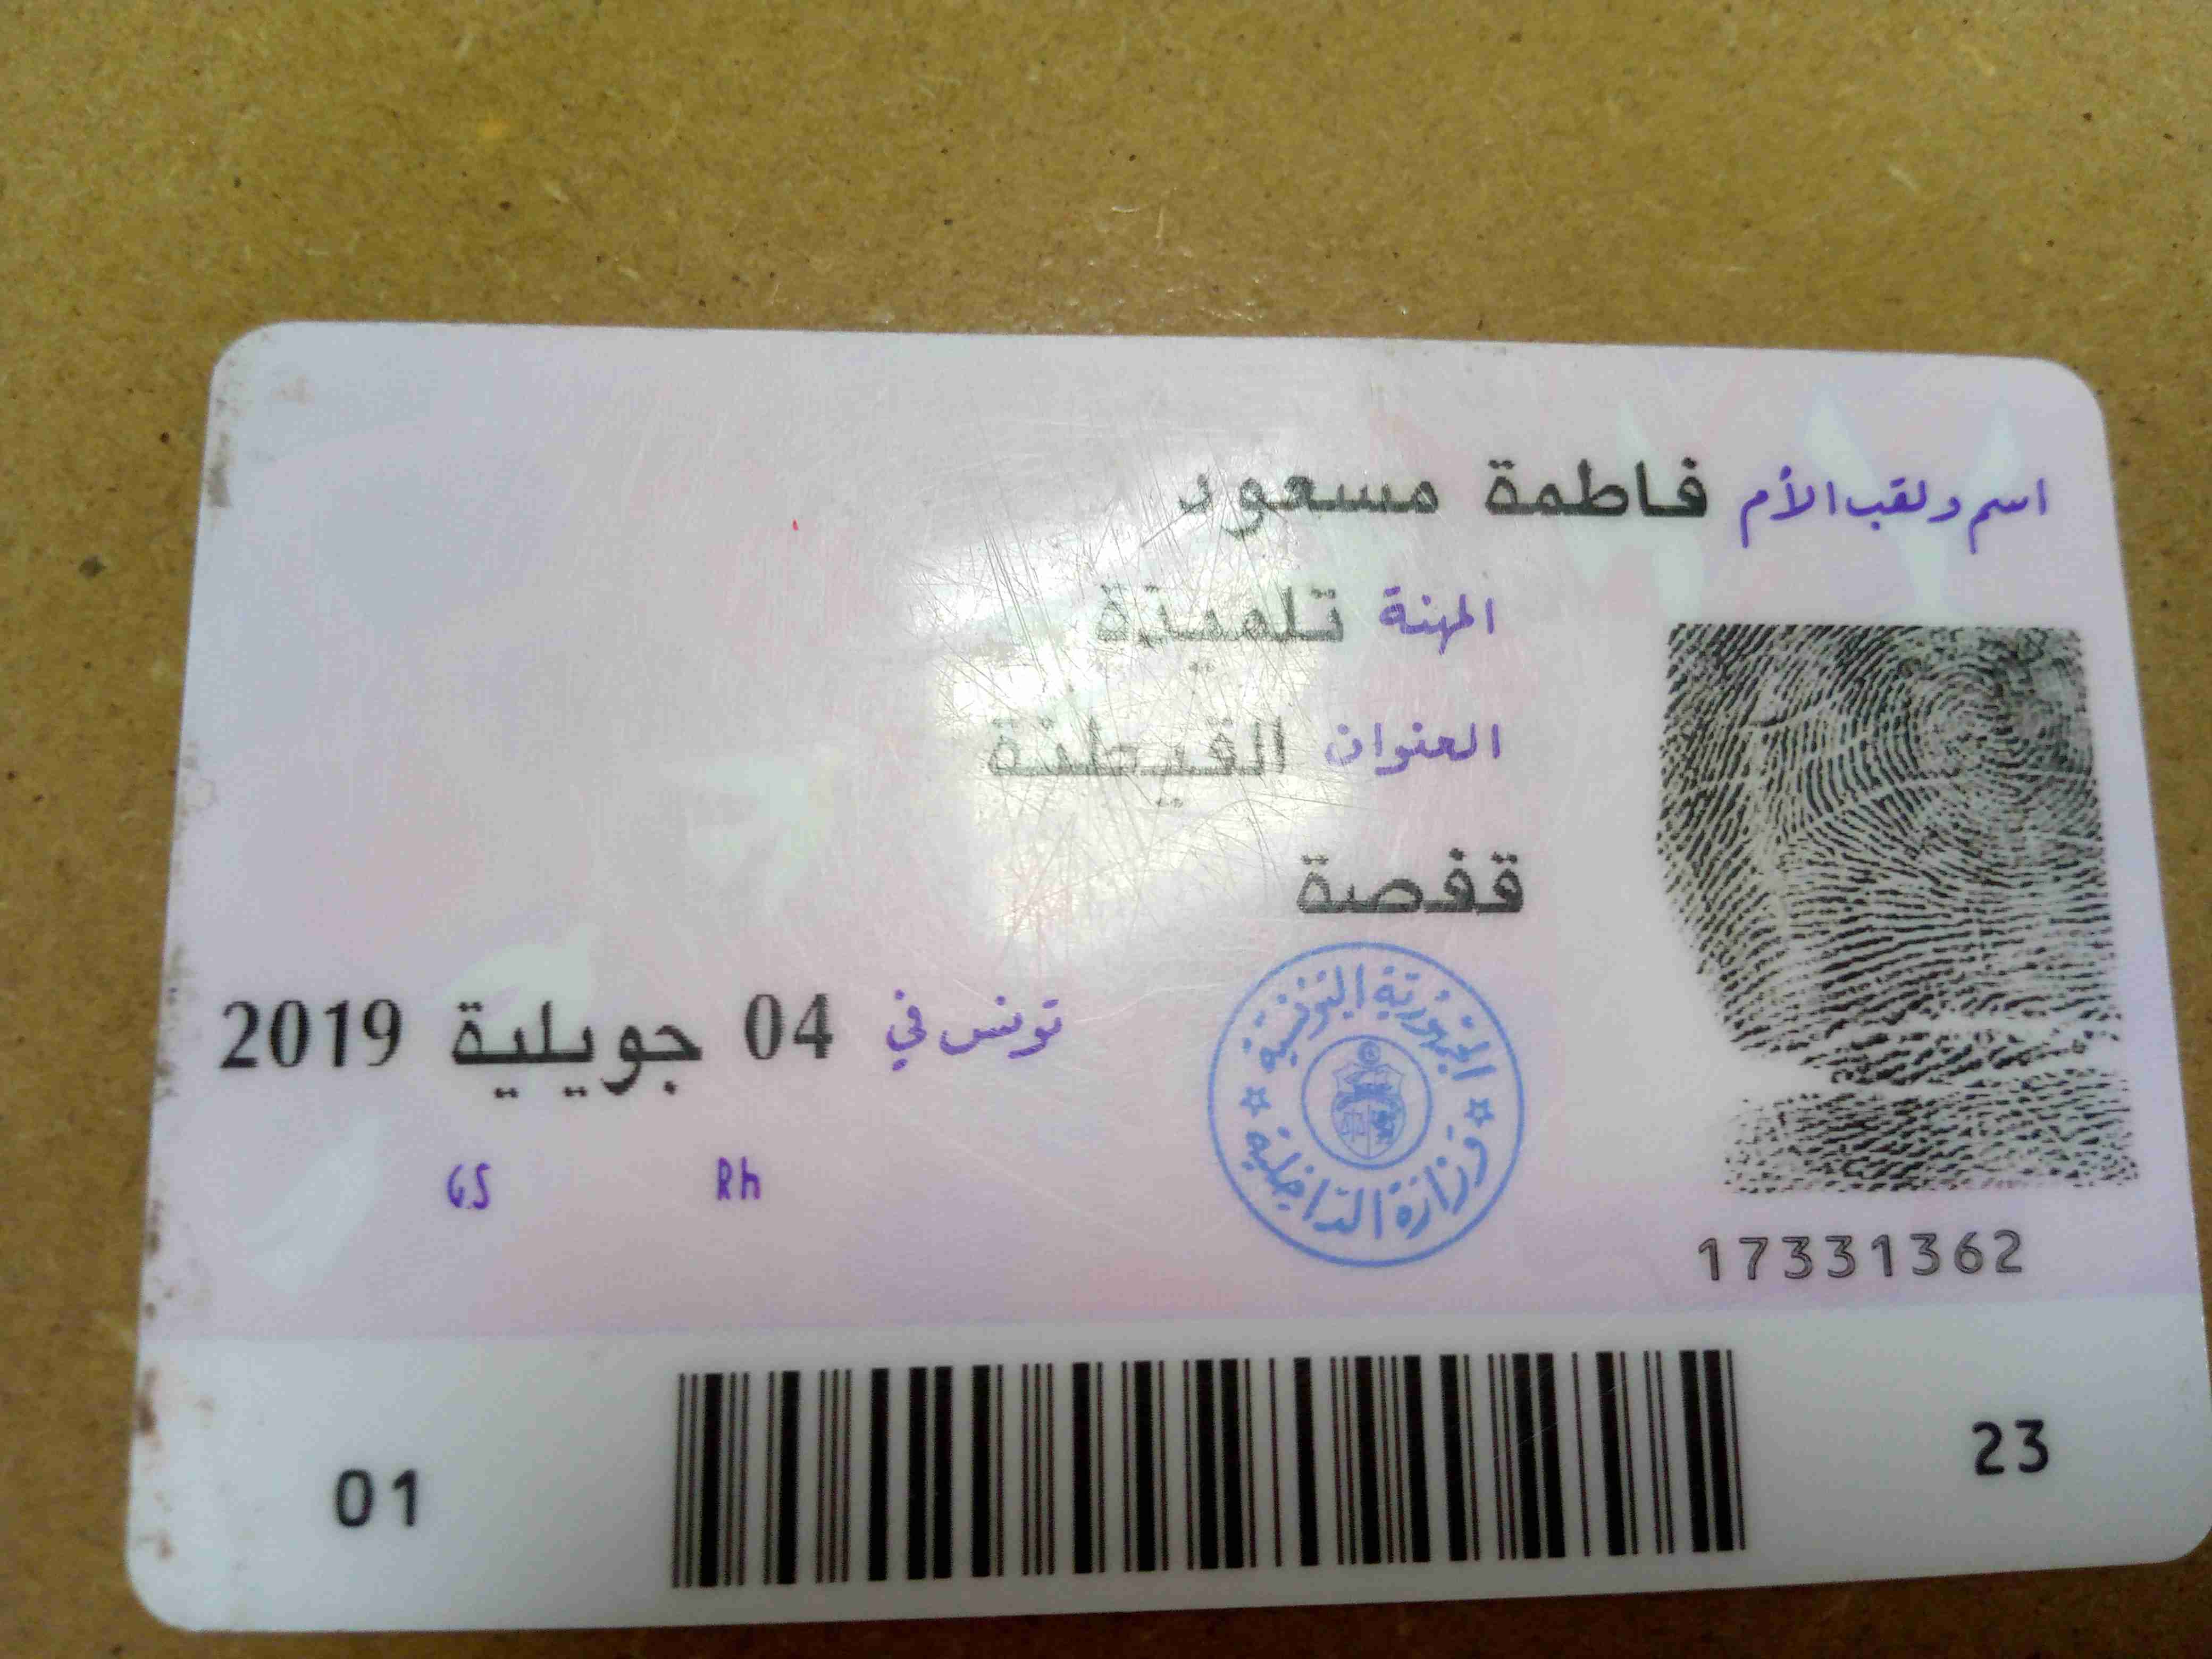 اسم ولقب الأم فاطمة مسعود
المهنة تلميذة
العنوان القيطنة
قفصة
تونس في 04 جويلية 2019
الجمهورية التونسية
وزارة الداخلية
GS Rh
17331362
01 23